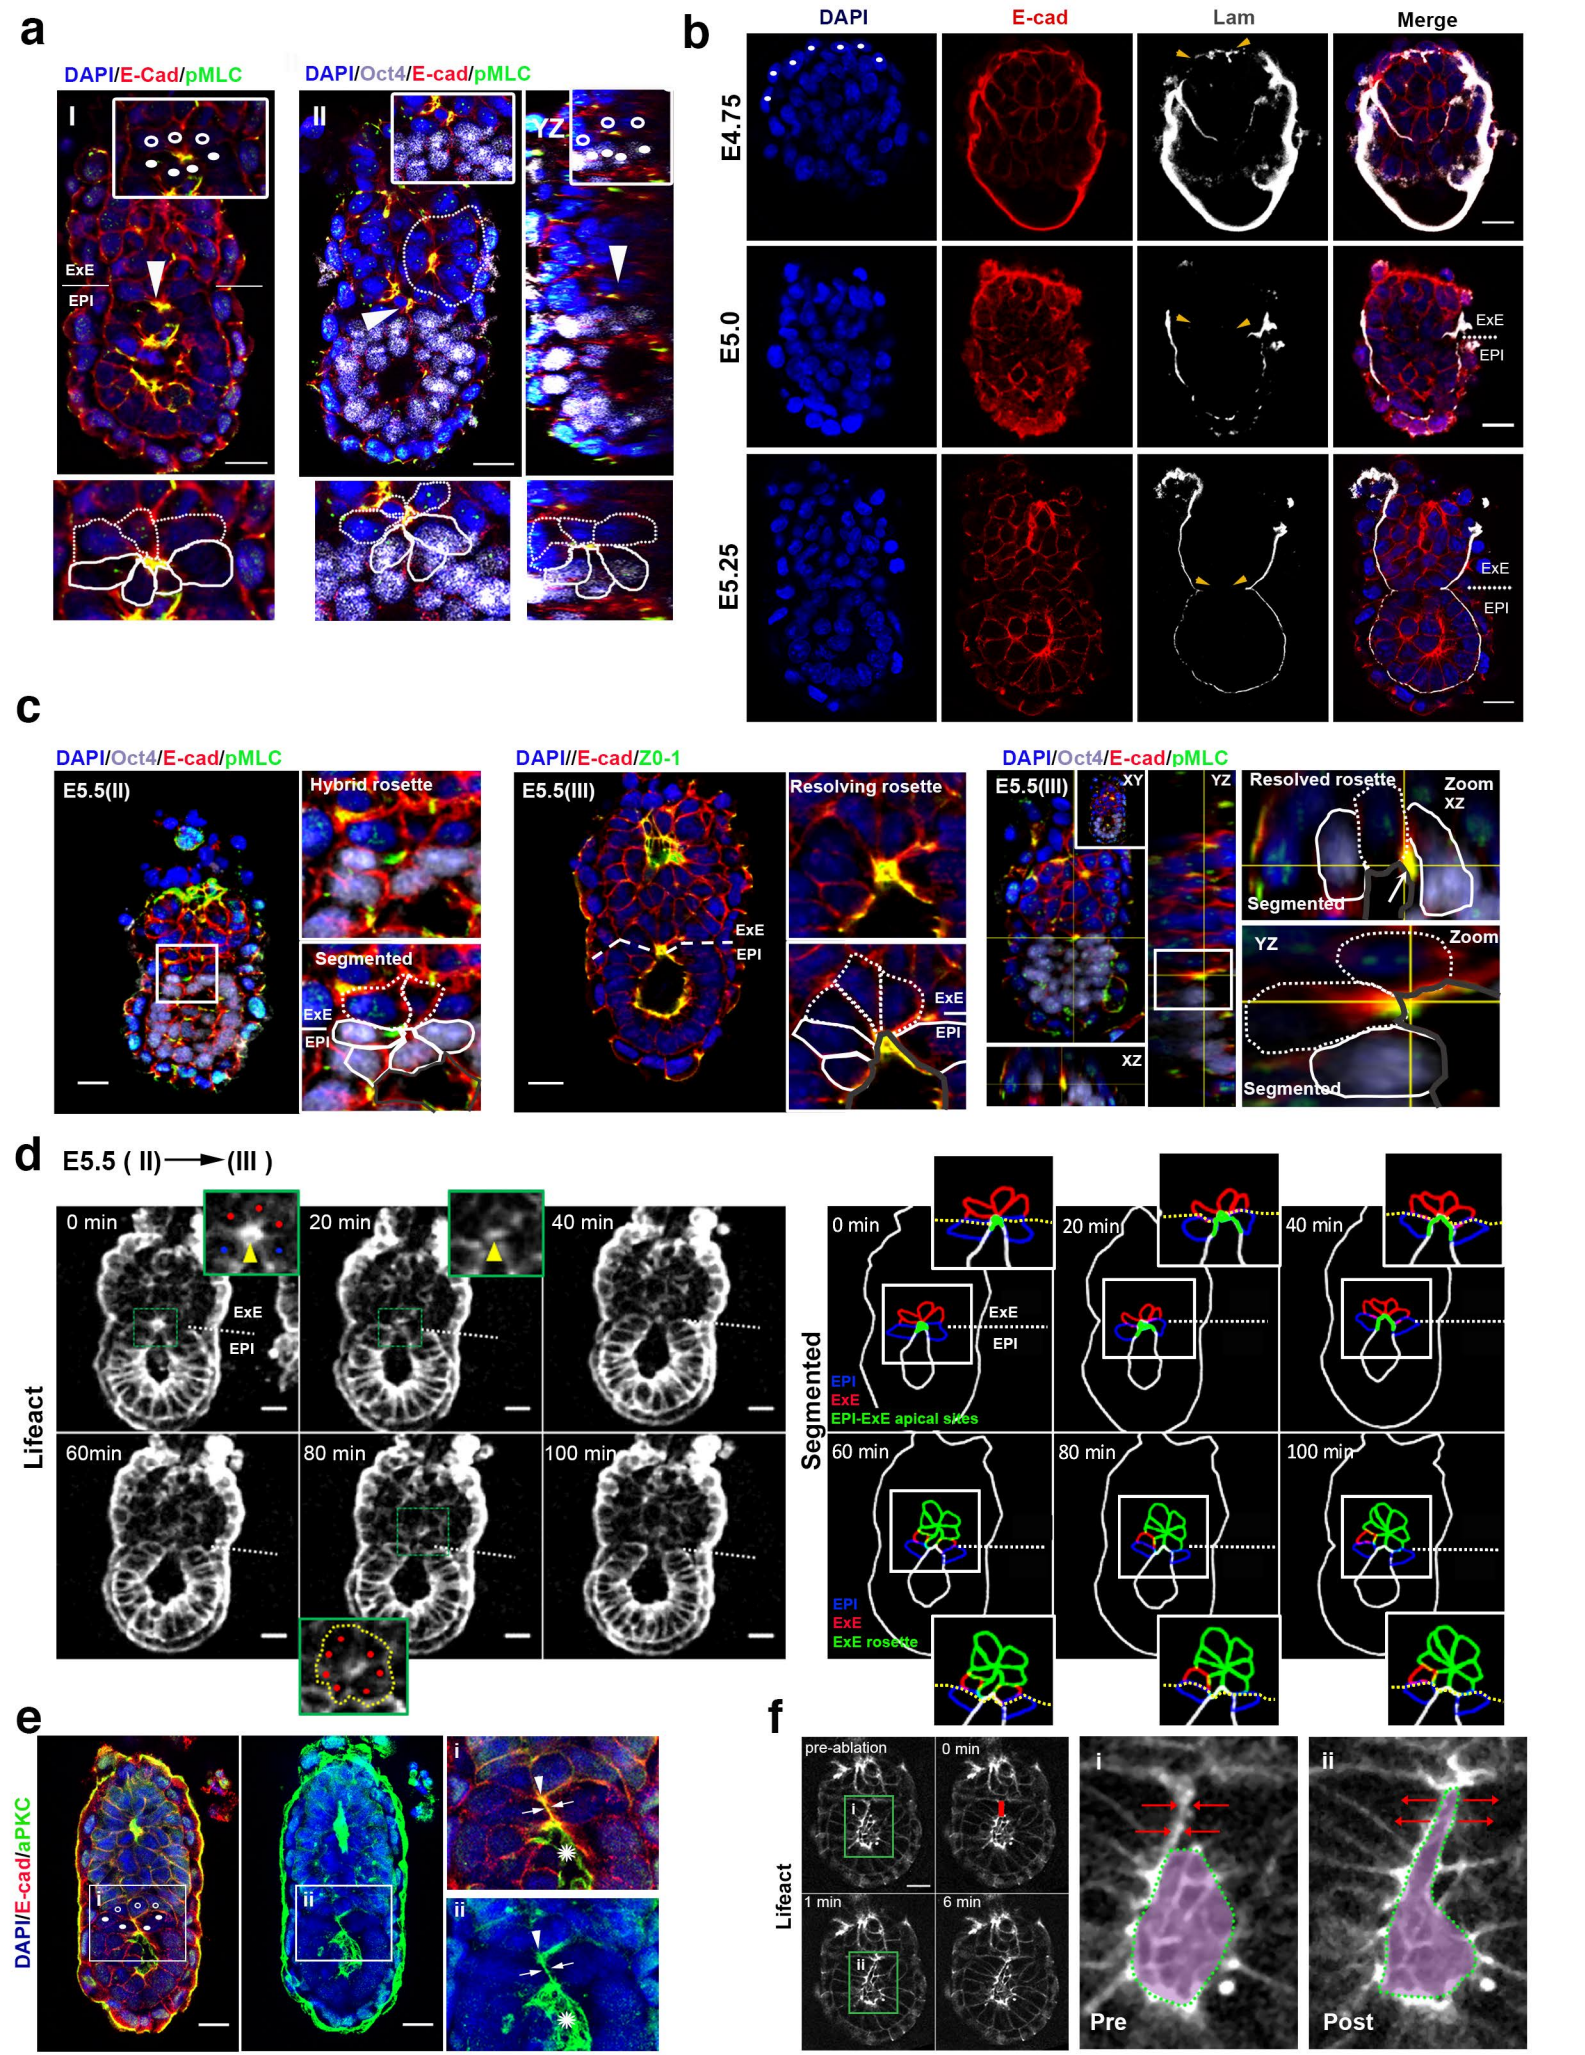 a
DAPI/E-Cad/pMLC
I
ExE
EPI
DAPI/Oct4/E-cad/pMLC
II
YZ
b
DAPI
E-cad
Lam
Merge
E4.75
E5.0
ExE
EPI
E5.25
ExE
EPI
c
DAPI/Oct4/E-cad/pMLC
E5.5(II)
Hybrid rosette
Segmented
ExE
EPI
DAPI//E-cad/Z0-1
E5.5(III)
ExE
EPI
Resolving rosette
ExE
EPI
DAPI/Oct4/E-cad/pMLC
E5.5(III)
XY
YZ
XZ
Resolved rosette
Zoom
XZ
Segmented
YZ
Zoom
Segmented
d
E5.5 ( II)
(III )
Lifeact
0 min
ExE
EPI
20 min
40 min
60min
80 min
100 min
Segmented
0 min
ExE
EPI
EPI
ExE
EPI-ExE apical sites
20 min
40 min
60 min
EPI
ExE
ExE rosette
80 min
100 min
e
DAPI/E-cad/aPKC
i
ii
i
ii
f
Lifeact
pre-ablation
i
0 min
1 min
ii
6 min
i
Pre
ii
Post